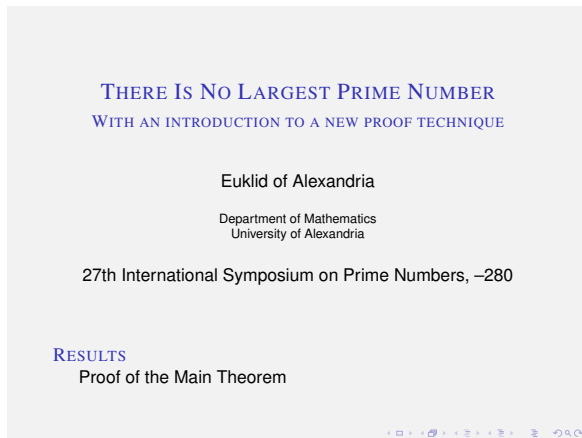 THERE IS NO LARGEST PRIME NUMBER
WITH AN INTRODUCTION TO A NEW PROOF TECHNIQUE
Euklid of Alexandria
Department of Mathematics
University of Alexandria
27th International Symposium on Prime Numbers, –280
RESULTS
Proof of the Main Theorem